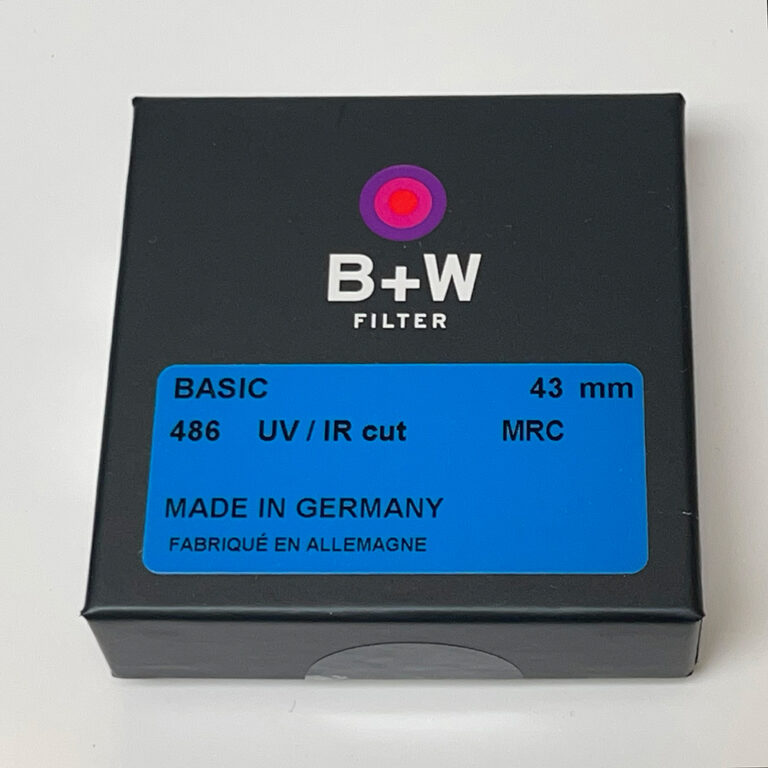 B+W
FILTER
BASIC 43 mm
486 UV / IR cut MRC
MADE IN GERMANY
FABRIQUÉ EN ALLEMAGNE